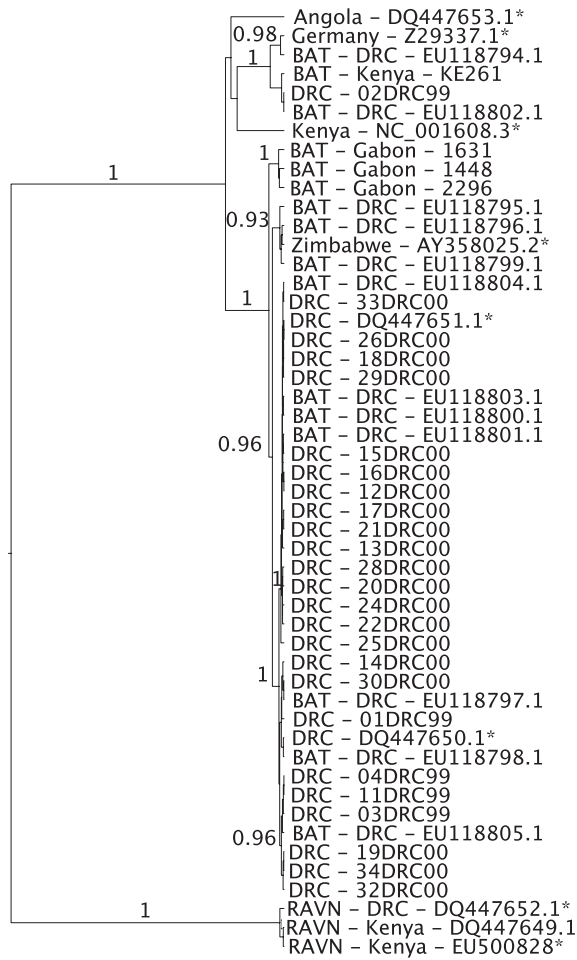 Angola – DQ447653.1*
0.98
Germany – Z29337.1*
BAT – DRC – EU118794.1
1
BAT – Kenya – KE261
DRC – 02DRC99
BAT – DRC – EU118802.1
Kenya – NC_001608.3*
1
BAT – Gabon – 1631
BAT – Gabon – 1448
1
BAT – Gabon – 2296
BAT – DRC – EU118795.1
0.93
BAT – DRC – EU118796.1
Zimbabwe – AY358025.2*
BAT – DRC – EU118799.1
BAT – DRC – EU118804.1
1
DRC – 33DRC00
DRC – DQ447651.1*
DRC – 26DRC00
DRC – 18DRC00
DRC – 29DRC00
BAT – DRC – EU118803.1
BAT – DRC – EU118800.1
BAT – DRC – EU118801.1
0.96
DRC – 15DRC00
DRC – 16DRC00
DRC – 12DRC00
DRC – 17DRC00
DRC – 21DRC00
DRC – 13DRC00
DRC – 28DRC00
1
DRC – 20DRC00
DRC – 24DRC00
DRC – 22DRC00
DRC – 25DRC00
DRC – 14DRC00
1
DRC – 30DRC00
BAT – DRC – EU118797.1
DRC – 01DRC99
DRC – DQ447650.1*
BAT – DRC – EU118798.1
DRC – 04DRC99
DRC – 11DRC99
DRC – 03DRC99
0.96
BAT – DRC – EU118805.1
DRC – 19DRC00
DRC – 34DRC00
DRC – 32DRC00
1
RAVN – DRC – DQ447652.1*
RAVN – Kenya – DQ447649.1
RAVN – Kenya – EU500828*